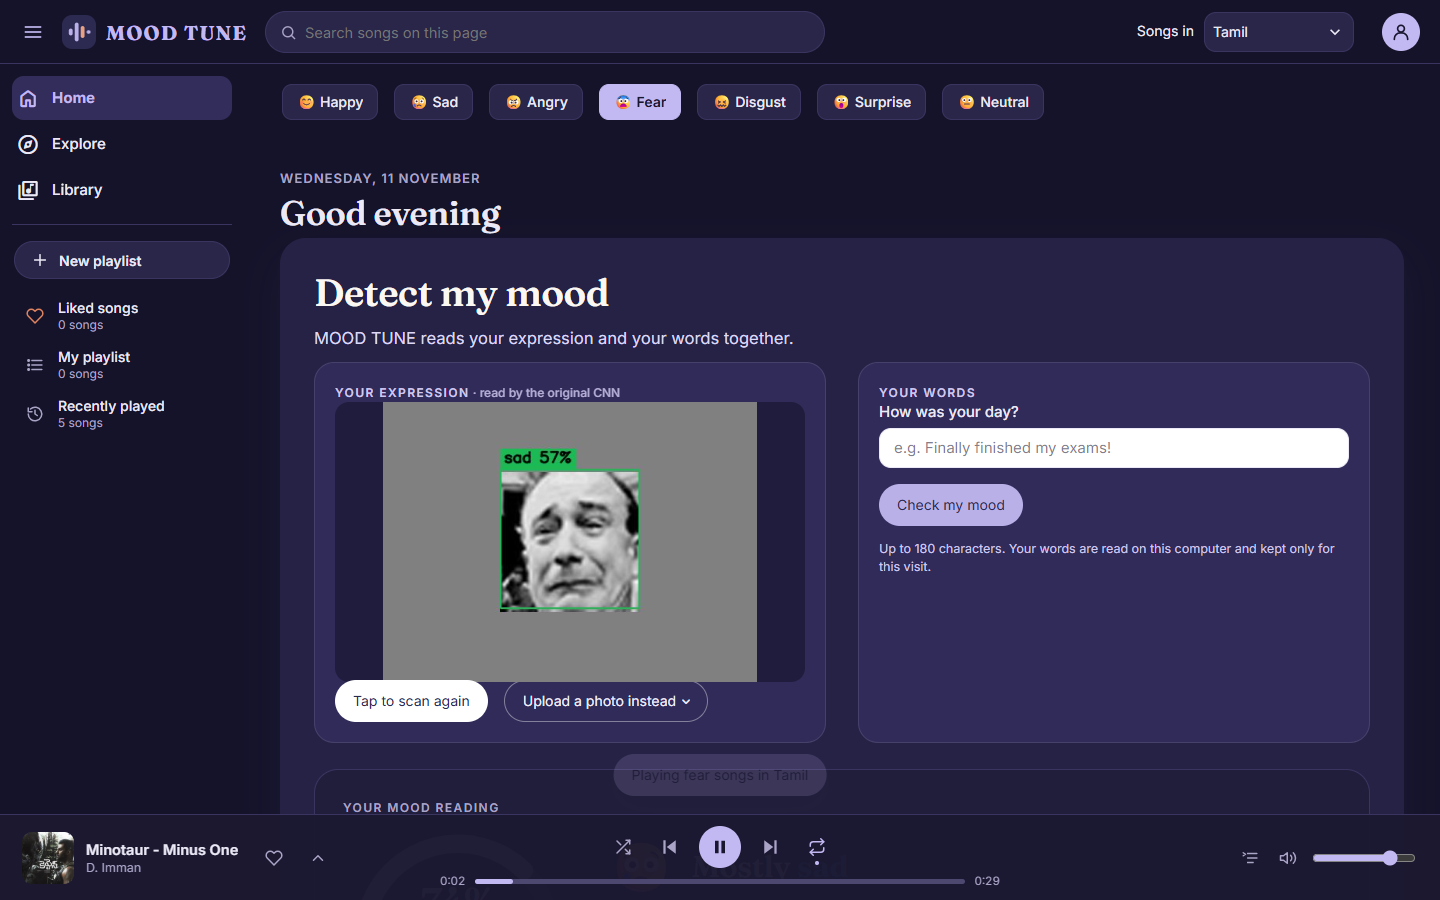 MOOD TUNE
Search songs on this page
Songs in
Tamil
Home
Explore
Library
New playlist
Liked songs
0 songs
My playlist
0 songs
Recently played
5 songs
Happy
Sad
Angry
Fear
Disgust
Surprise
Neutral
WEDNESDAY, 11 NOVEMBER
Good evening
Detect my mood
MOOD TUNE reads your expression and your words together.
YOUR EXPRESSION · read by the original CNN
sad 57%
Tap to scan again
Upload a photo instead
YOUR WORDS
How was your day?
e.g. Finally finished my exams!
Check my mood
Up to 180 characters. Your words are read on this computer and kept only for
this visit.
Playing fear songs in Tamil
YOUR MOOD READING
Mostly sad
Minotaur - Minus One
D. Imman
0:02
0:29